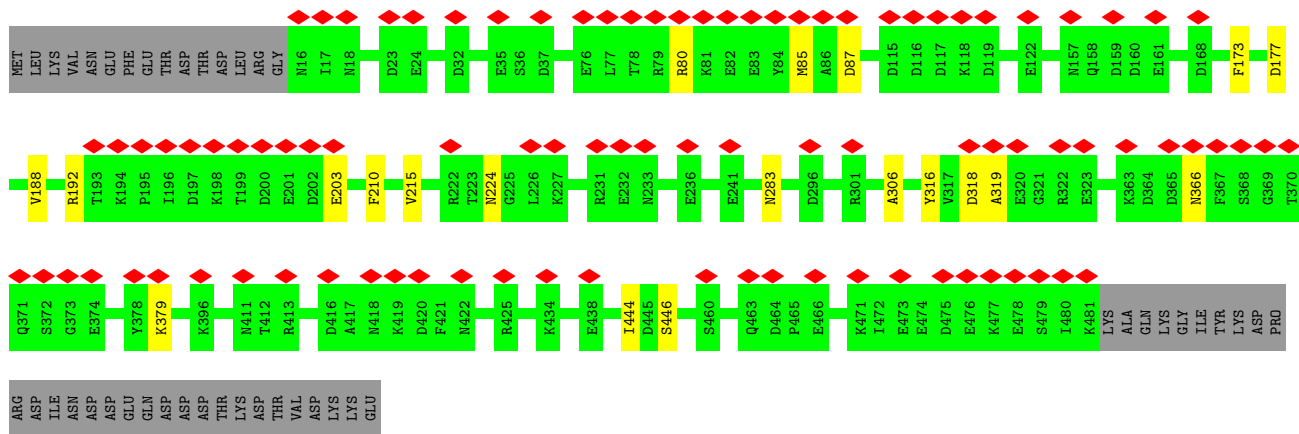 MET LEU LYS VAL ASN GLU PHE GLU THR ASP THR ASP LEU ARG GLY N16 I17 N18 D23 E24 D32 E35 S36 D37 E76 L77 T78 R79 R80 K81 E82 E83 Y84 M85 A86 D87 D115 D116 D117 K118 D119 E122 N157 Q158 D159 D160 E161 D168 F173 D177
V188 R192 T193 K194 P195 I196 D197 K198 T199 D200 E201 D202 E203 F210 V215 R222 T223 N224 G225 L226 K227 R231 E232 N233 E236 E241 N283 D296 R301 A306 Y316 V317 D318 A319 E320 G321 R322 E323 K363 D364 D365 N366 F367 S368 G369 T370
Q371 S372 G373 E374 Y378 K379 K396 N411 T412 R413 D416 A417 N418 K419 D420 F421 N422 R425 K434 E438 I444 D445 S446 S460 Q463 D464 P465 E466 K471 I472 E473 E474 D475 E476 K477 E478 S479 I480 K481 LYS ALA GLN LYS GLY ILE TYR LYS ASP PRO
ARG ASP ILE ASN ASP ASP GLU GLN ASP ASP ASP THR LYS ASP THR VAL ASP LYS LYS GLU